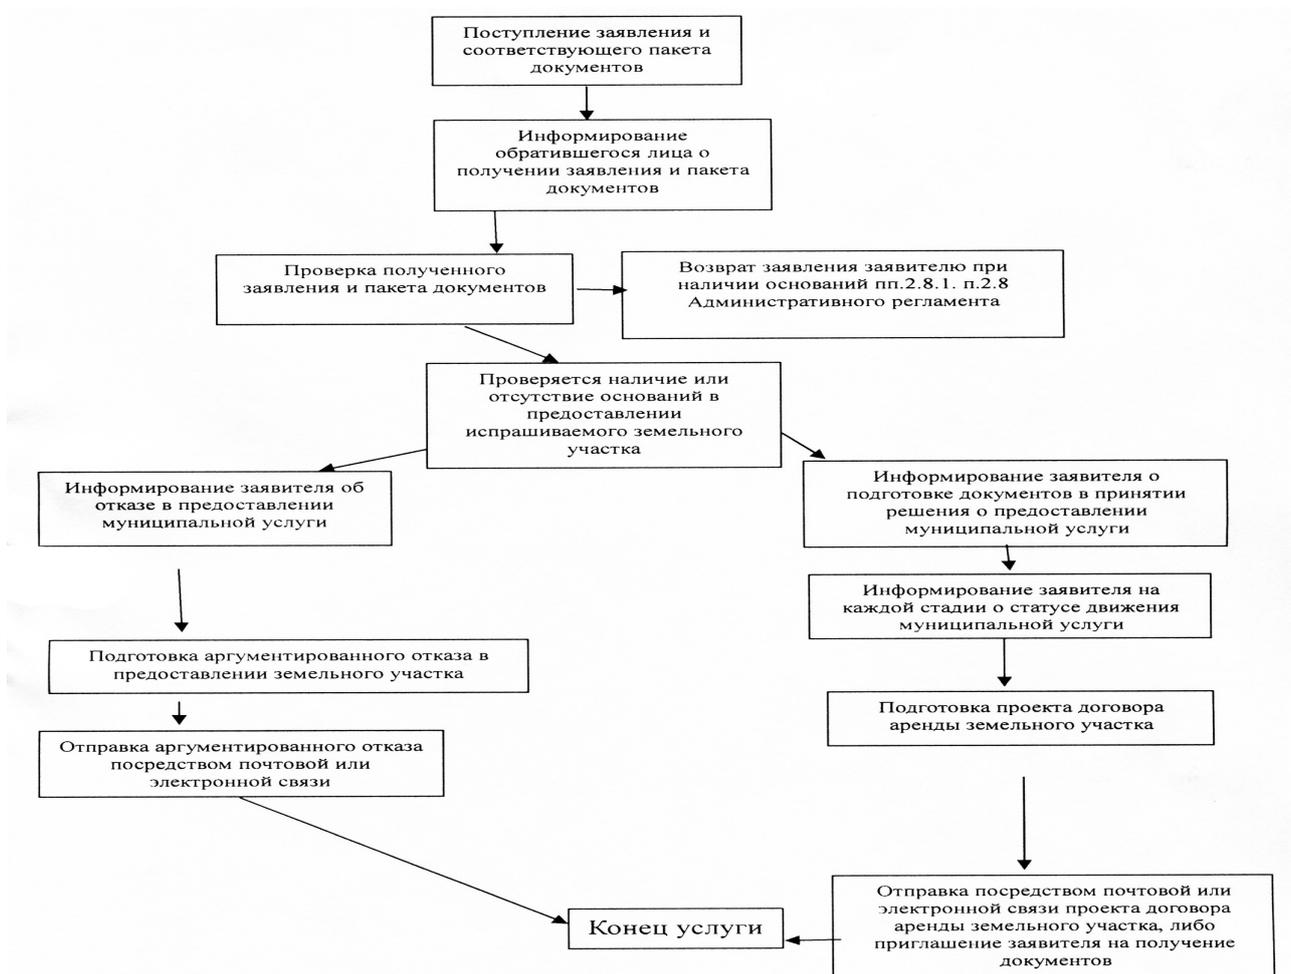 Поступление заявления и
соответствующего пакета
документов
Информирование
обратившегося лица о
получении заявления и пакета
документов
Проверка полученного
заявления и пакета документов
Возврат заявления заявителю при
наличии оснований пп.2.8.1. п.2.8
Административного регламента
Проверяется наличие или
отсутствие оснований в
предоставлении
испрашиваемого земельного
участка
Информирование заявителя об
отказе в предоставлении
муниципальной услуги
Информирование заявителя о
подготовке документов в принятии
решения о предоставлении
муниципальной услуги
Информирование заявителя на
каждой стадии о статусе движения
муниципальной услуги
Подготовка аргументированного отказа в
предоставлении земельного участка
Подготовка проекта договора
аренды земельного участка
Отправка аргументированного отказа
посредством почтовой или
электронной связи
Отправка посредством почтовой или
электронной связи проекта договора
аренды земельного участка, либо
приглашение заявителя на получение
документов
Конец услуги